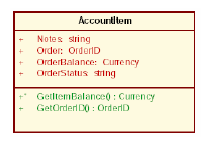 AccountItem
+ Notes: string
+ Order: OrderID
+ OrderBalance: Currency
+ OrderStatus: string
+* GetItemBalance() : Currency
+ GetOrderID() : OrderID